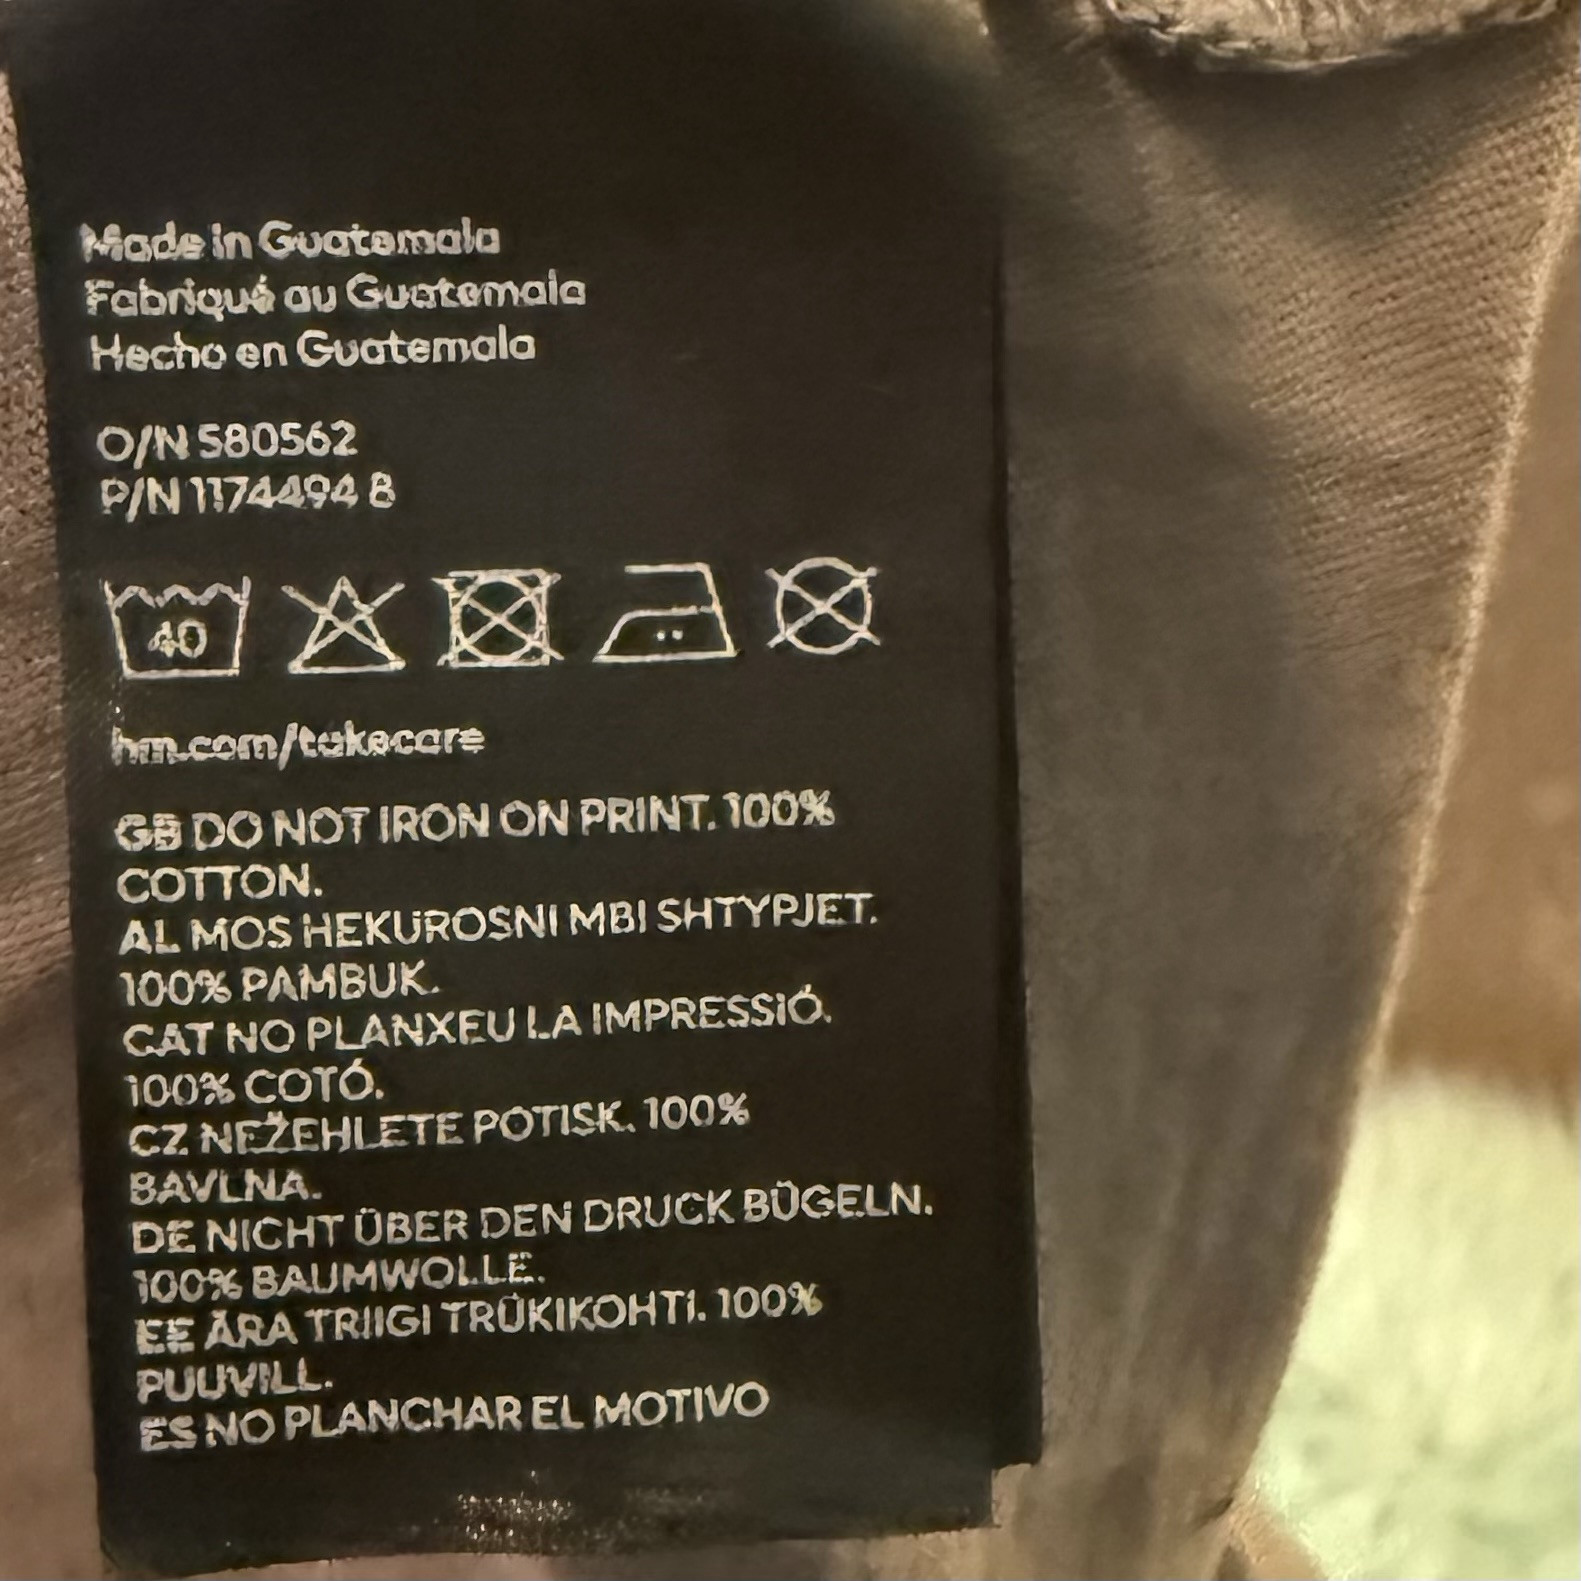 Made in Guatemala
Fabriqué au Guatemala
Hecho en Guatemala
O/N 580562
P/N 1174494 8
40
hm.com/takecare
GB DO NOT IRON ON PRINT. 100%
COTTON.
AL MOS HEKUROSNI MBI SHTYPJET.
100% PAMBUK.
CAT NO PLANXEU LA IMPRESSIÓ.
100% COTÓ.
CZ NEŽEHLETE POTISK. 100%
BAVLNA.
DE NICHT ÜBER DEN DRUCK BÜGELN.
100% BAUMWOLLE.
EE ÄRA TRIIGI TRÜKIKOHTI. 100%
PUUVILL.
ES NO PLANCHAR EL MOTIVO